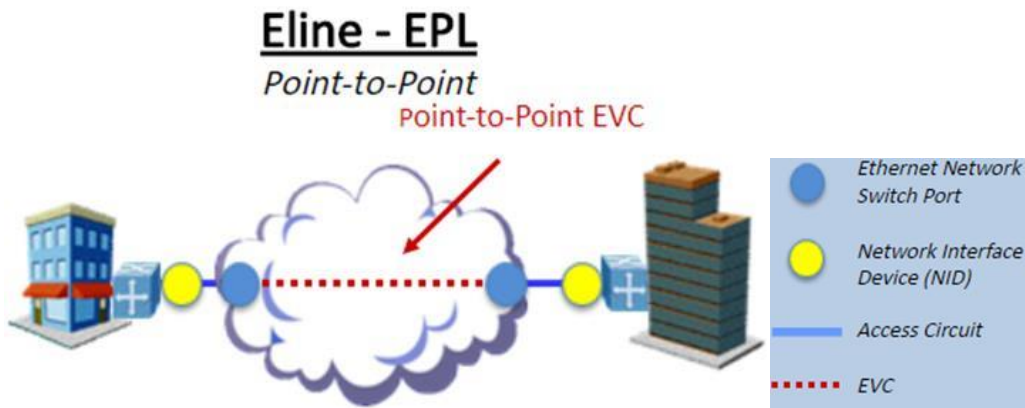 Eline - EPL
Point-to-Point
Point-to-Point EVC
Ethernet Network
Switch Port
Network Interface
Device (NID)
Access Circuit
EVC